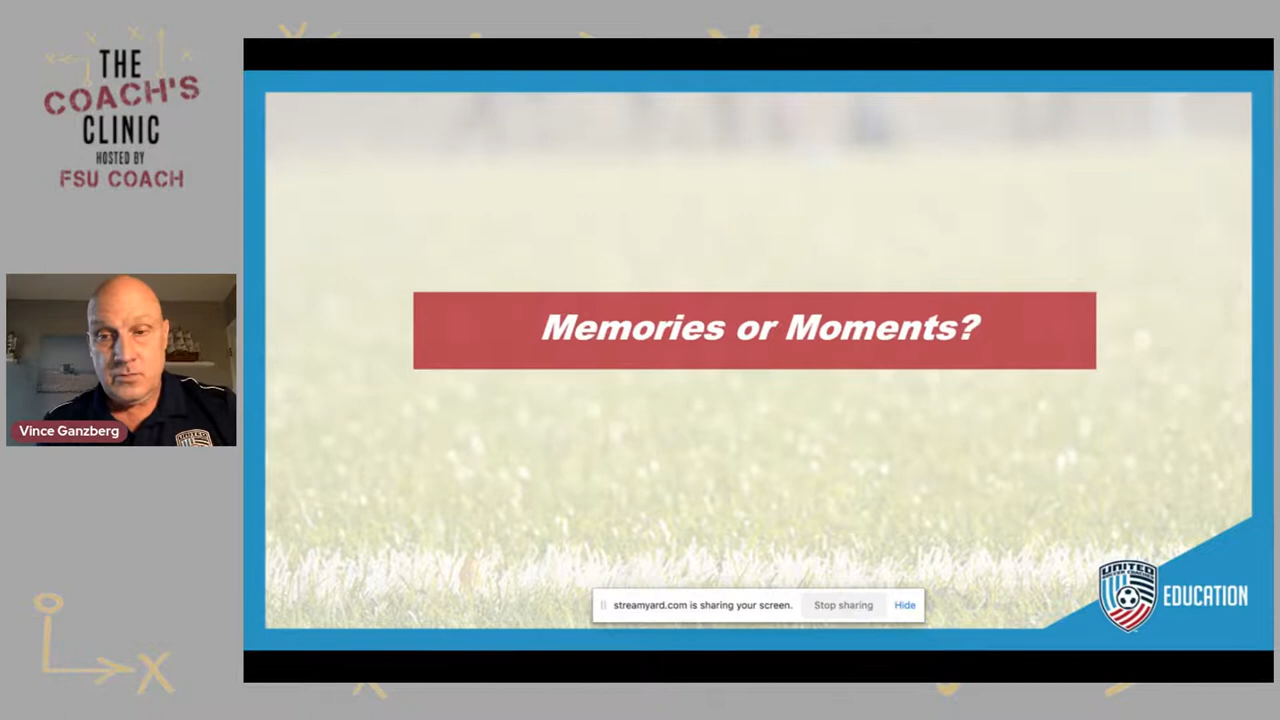 THE
COACH'S
CLINIC
HOSTED BY
FSU COACH
Memories or Moments?
Vince Ganzberg
streamyard.com is sharing your screen. Stop sharing Hide
UNITED
EDUCATION